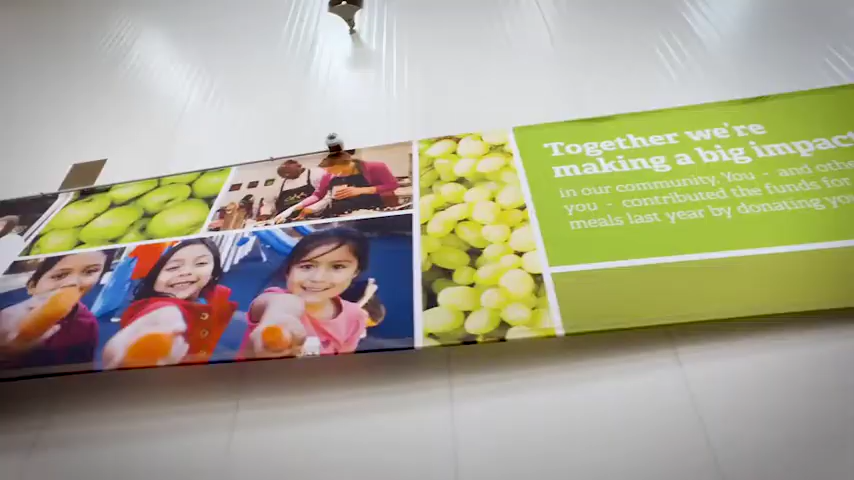 Together we're
making a big impact
in our community. You - and othe
you - contributed the funds for
meals last year by donating you